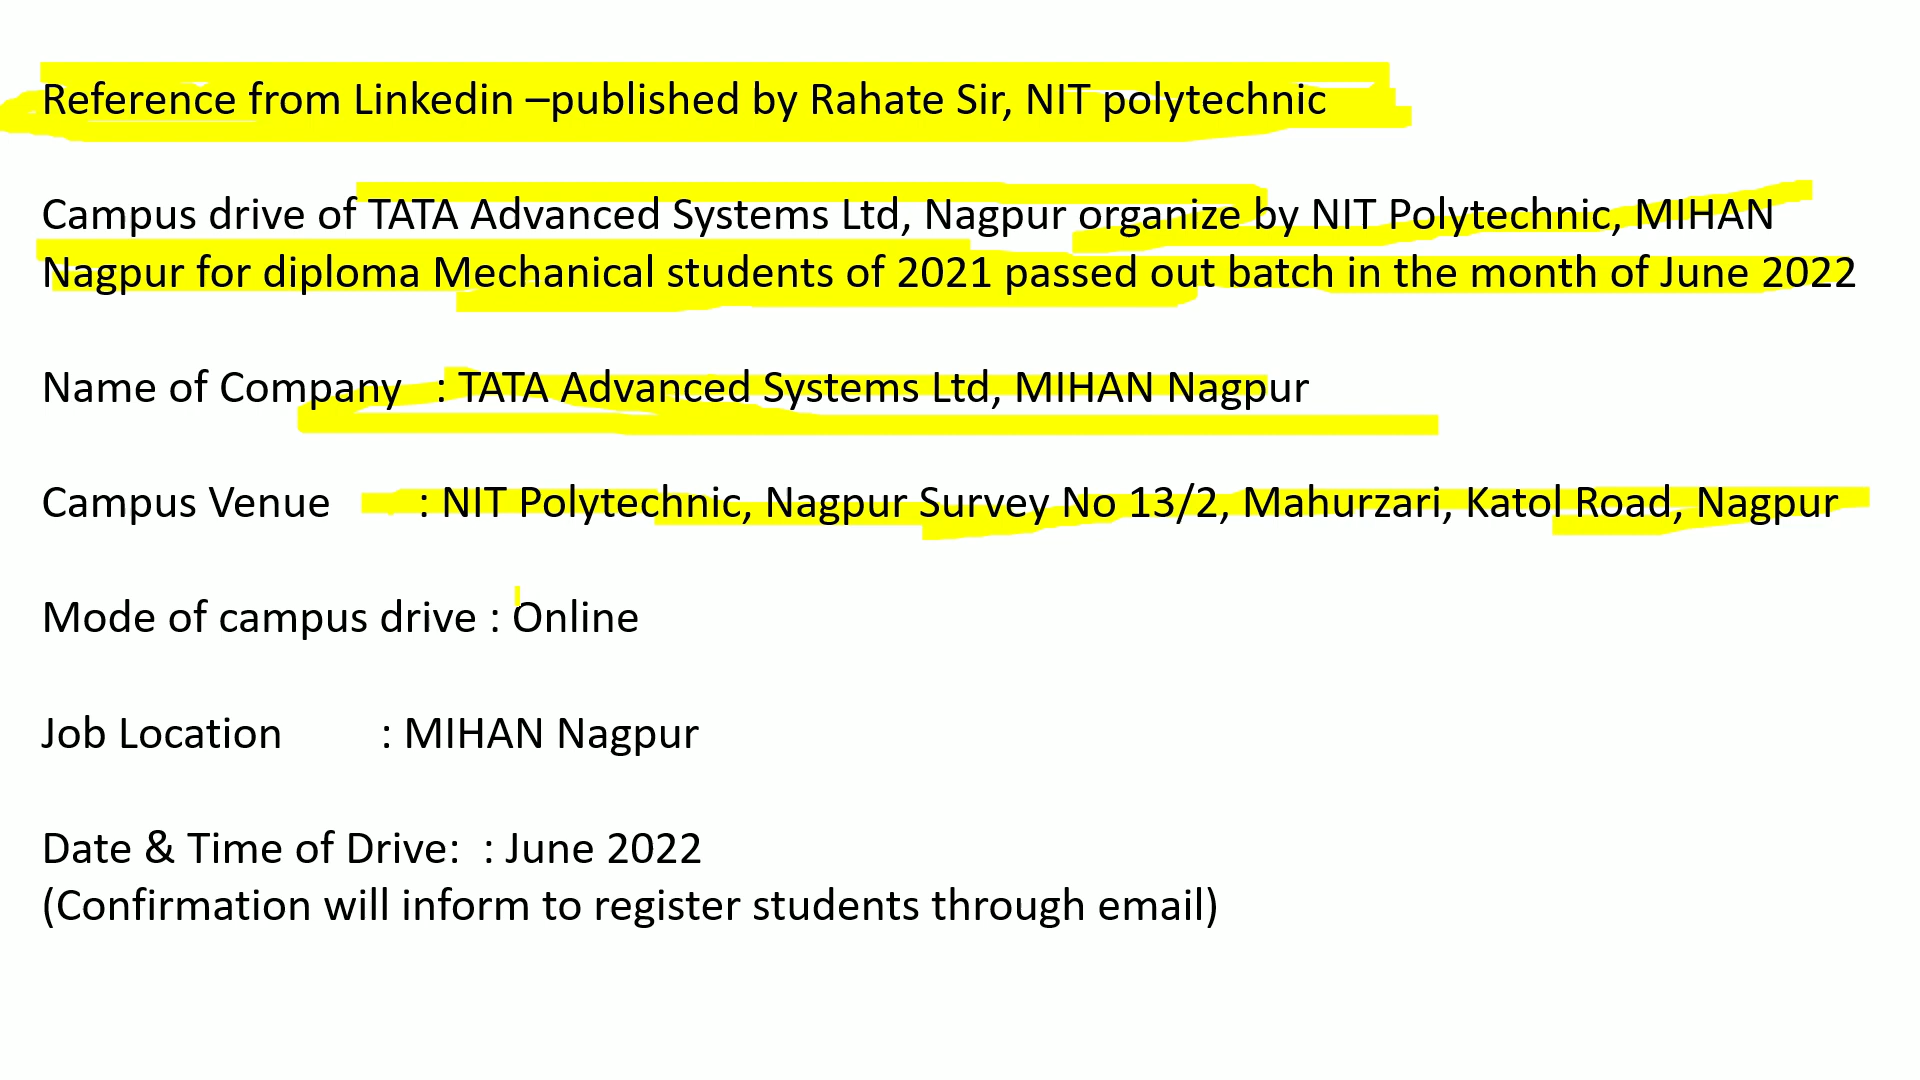 Reference from Linkedin –published by Rahate Sir, NIT polytechnic
Campus drive of TATA Advanced Systems Ltd, Nagpur organize by NIT Polytechnic, MIHAN
Nagpur for diploma Mechanical students of 2021 passed out batch in the month of June 2022
Name of Company : TATA Advanced Systems Ltd, MIHAN Nagpur
Campus Venue : NIT Polytechnic, Nagpur Survey No 13/2, Mahurzari, Katol Road, Nagpur
Mode of campus drive : Online
Job Location : MIHAN Nagpur
Date & Time of Drive: : June 2022
(Confirmation will inform to register students through email)